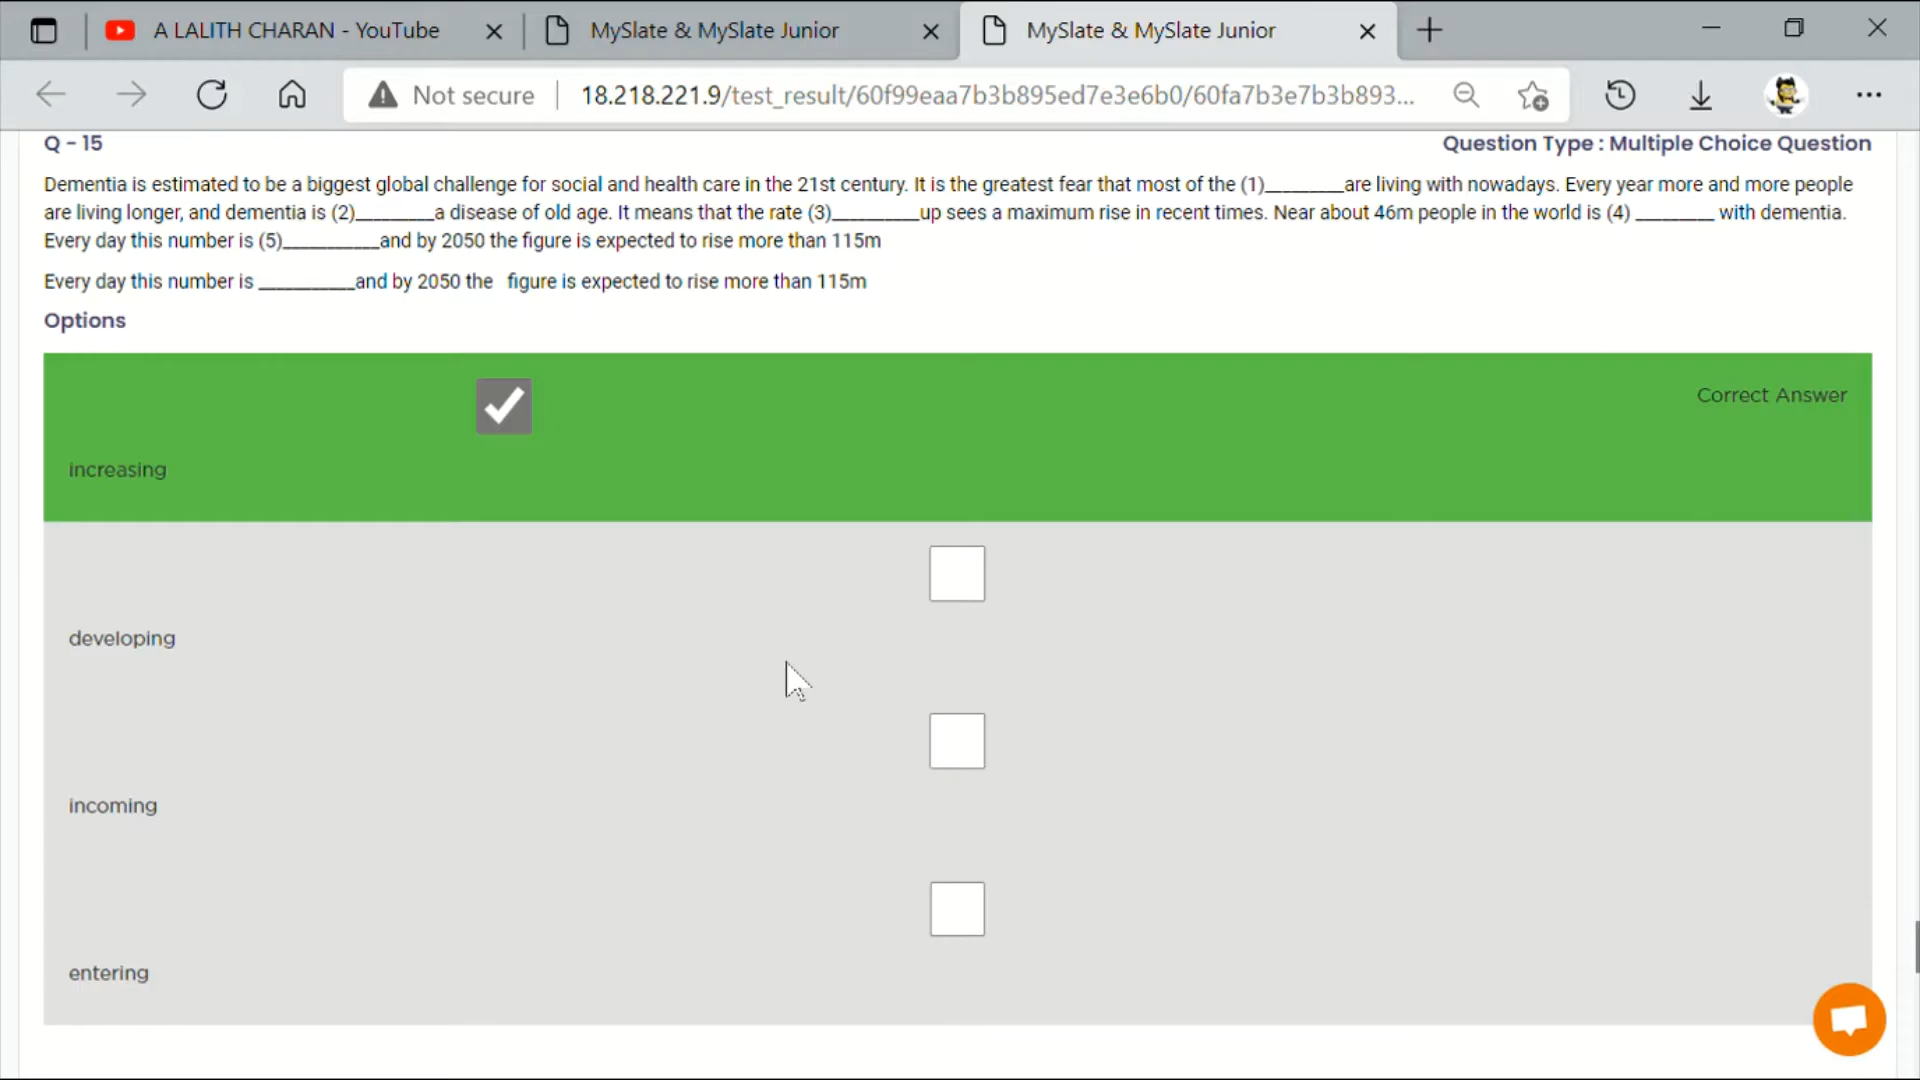 A LALITH CHARAN - YouTube
MySlate & MySlate Junior
MySlate & MySlate Junior
Not secure
18.218.221.9/test_result/60f99eaa7b3b895ed7e3e6b0/60fa7b3e7b3b893...
Q - 15
Question Type : Multiple Choice Question
Dementia is estimated to be a biggest global challenge for social and health care in the 21st century. It is the greatest fear that most of the (1)________are living with nowadays. Every year more and more people
are living longer, and dementia is (2)________a disease of old age. It means that the rate (3)_________up sees a maximum rise in recent times. Near about 46m people in the world is (4) ________ with dementia.
Every day this number is (5)__________and by 2050 the figure is expected to rise more than 115m
Every day this number is __________and by 2050 the figure is expected to rise more than 115m
Options
Correct Answer
increasing
developing
incoming
entering